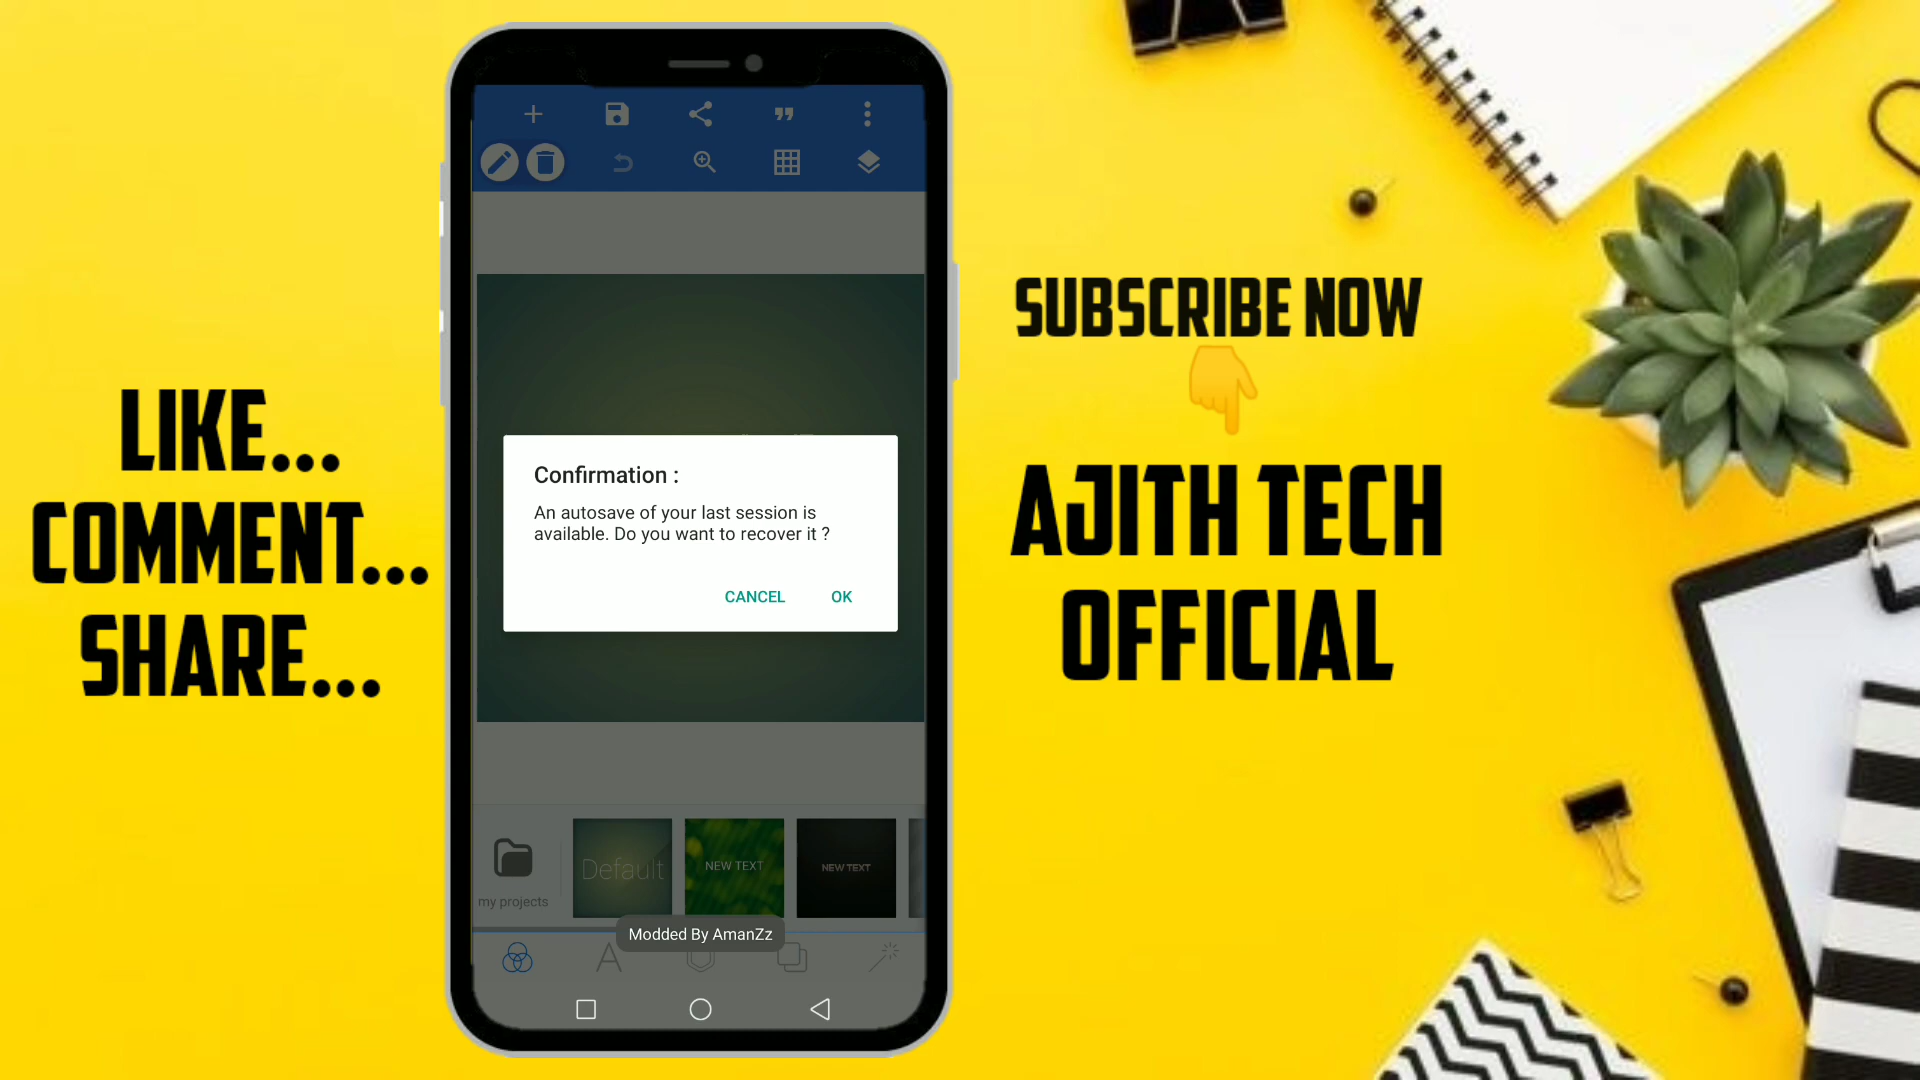 LIKE...
COMMENT...
SHARE...
Confirmation :
An autosave of your last session is
available. Do you want to recover it ?
CANCEL
OK
my projects
Default
NEW TEXT
NEW TEXT
Modded By AmanZz
SUBSCRIBE NOW
AJITH TECH
OFFICIAL